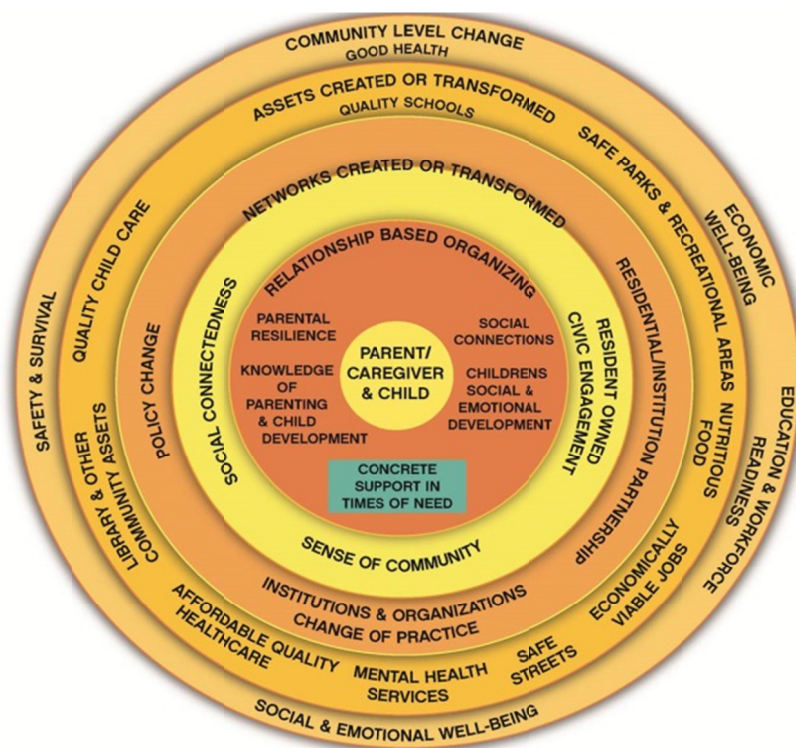 COMMUNITY LEVEL CHANGE
GOOD HEALTH
ASSETS CREATED OR TRANSFORMED
QUALITY SCHOOLS
SAFE PARKS & RECREATIONAL AREAS
ECONOMIC
WELL-BEING
NETWORKS CREATED OR TRANSFORMED
RELATIONSHIP BASED ORGANIZING
QUALITY CHILD CARE
SAFETY & SURVIVAL
POLICY CHANGE
SOCIAL CONNECTEDNESS
PARENTAL
RESILIENCE
SOCIAL
CONNECTIONS
PARENT/
CAREGIVER
& CHILD
KNOWLEDGE
OF
PARENTING
& CHILD
DEVELOPMENT
CHILDRENS
SOCIAL &
EMOTIONAL
DEVELOPMENT
RESIDENT OWNED
CIVIC ENGAGEMENT
RESIDENTIAL/INSTITUTION PARTNERSHIP
NUTRITIOUS
FOOD
EDUCATION & WORKFORCE
READINESS
CONCRETE
SUPPORT IN
TIMES OF NEED
LIBRARY & OTHER
COMMUNITY ASSETS
SENSE OF COMMUNITY
INSTITUTIONS & ORGANIZATIONS
CHANGE OF PRACTICE
ECONOMICALLY
VIABLE JOBS
AFFORDABLE QUALITY
HEALTHCARE
MENTAL HEALTH
SERVICES
SAFE
STREETS
SOCIAL & EMOTIONAL WELL-BEING